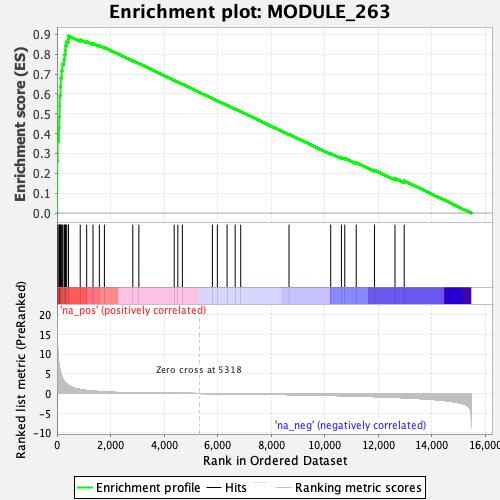 Enrichment plot: MODULE_263
Enrichment score (ES)
0.9
0.8
0.7
0.6
0.5
0.4
0.3
0.2
0.1
0.0
'na_pos' (positively correlated)
Ranked list metric (PreRanked)
20
15
10
5
0
-5
-10
Zero cross at 5318
'na_neg' (negatively correlated)
0 2,000 4,000 6,000 8,000 10,000 12,000 14,000 16,000
Rank in Ordered Dataset
Enrichment profile Hits Ranking metric scores